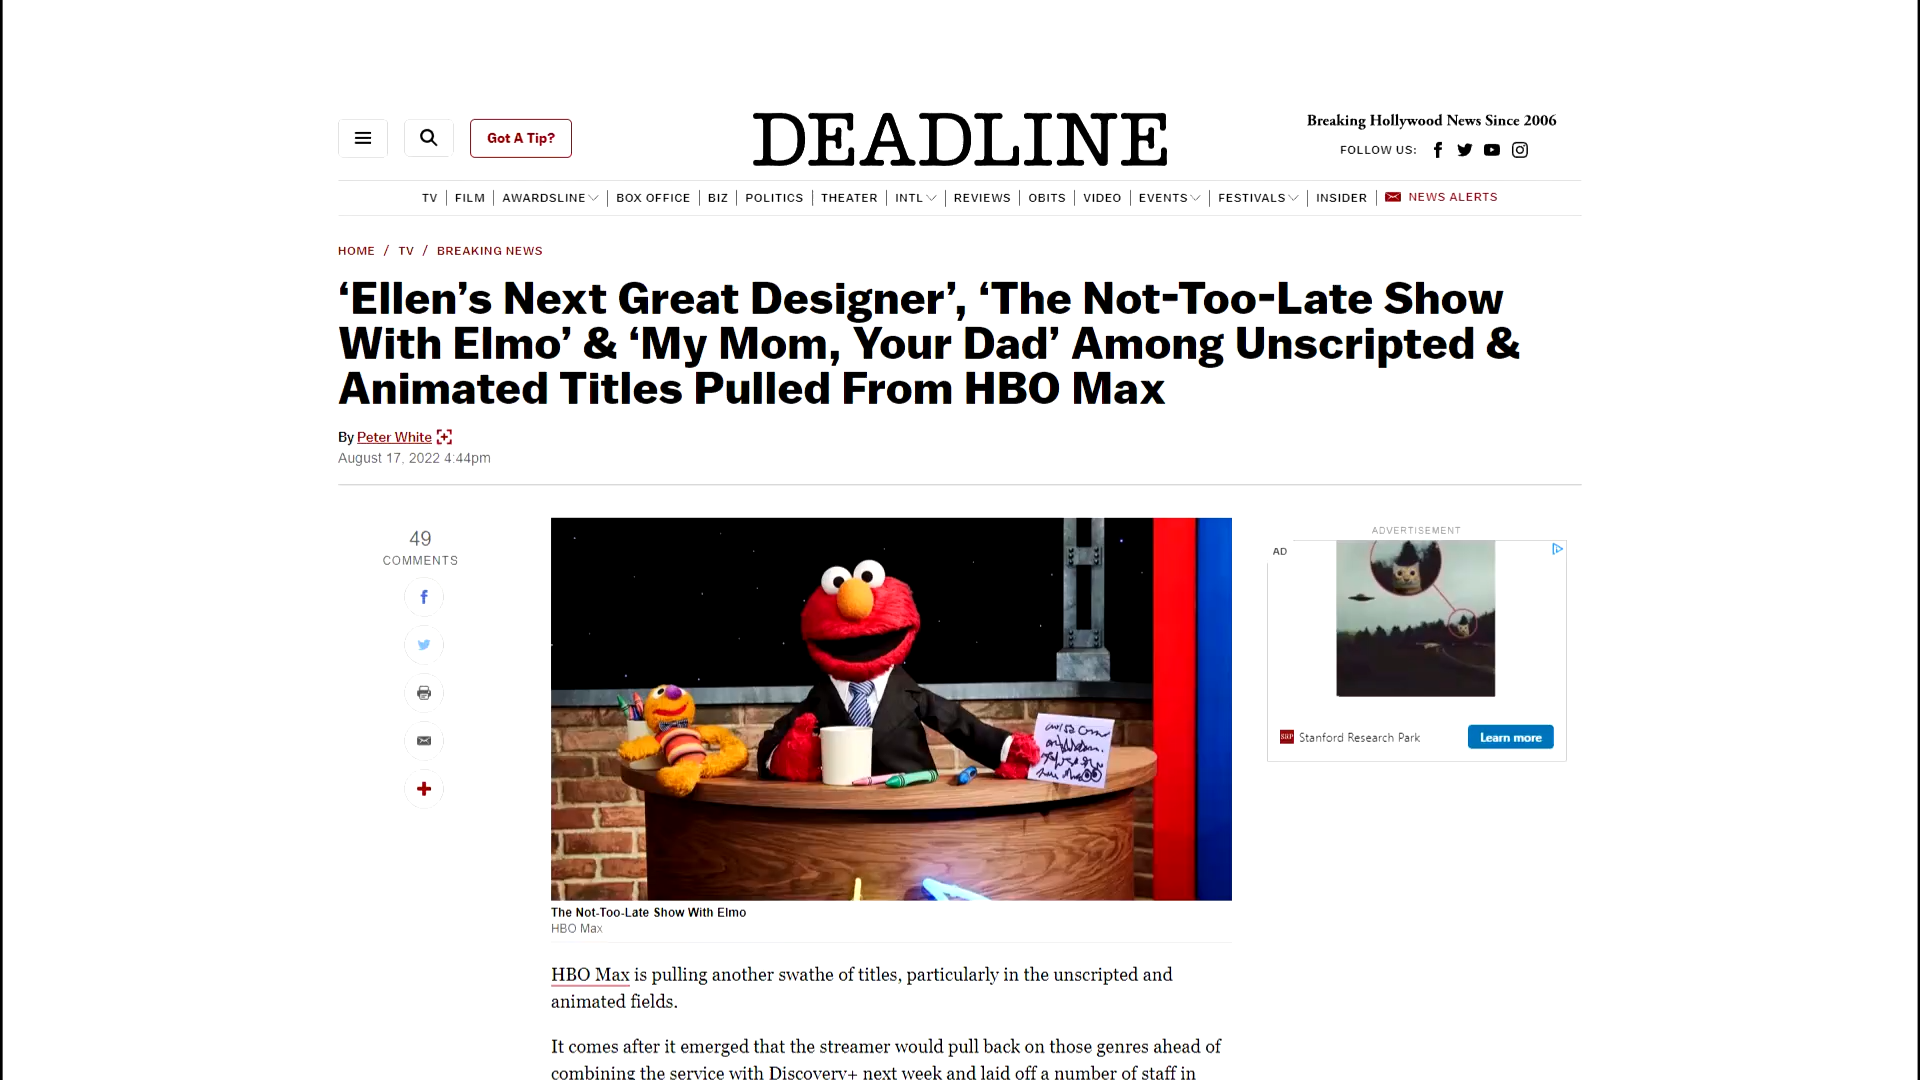 Got A Tip?
DEADLINE
Breaking Hollywood News Since 2006
FOLLOW US:
TV | FILM | AWARDSLINE | BOX OFFICE | BIZ | POLITICS | THEATER | INTL | REVIEWS | OBITS | VIDEO | EVENTS | FESTIVALS | INSIDER | NEWS ALERTS
HOME / TV / BREAKING NEWS
‘Ellen’s Next Great Designer’, ‘The Not-Too-Late Show
With Elmo’ & ‘My Mom, Your Dad’ Among Unscripted &
Animated Titles Pulled From HBO Max
By Peter White
August 17, 2022 4:44pm
49
COMMENTS
ADVERTISEMENT
AD
SRP Stanford Research Park
Learn more
The Not-Too-Late Show With Elmo
HBO Max
HBO Max is pulling another swathe of titles, particularly in the unscripted and
animated fields.
It comes after it emerged that the streamer would pull back on those genres ahead of
combining the service with Discovery+ next week and laid off a number of staff in